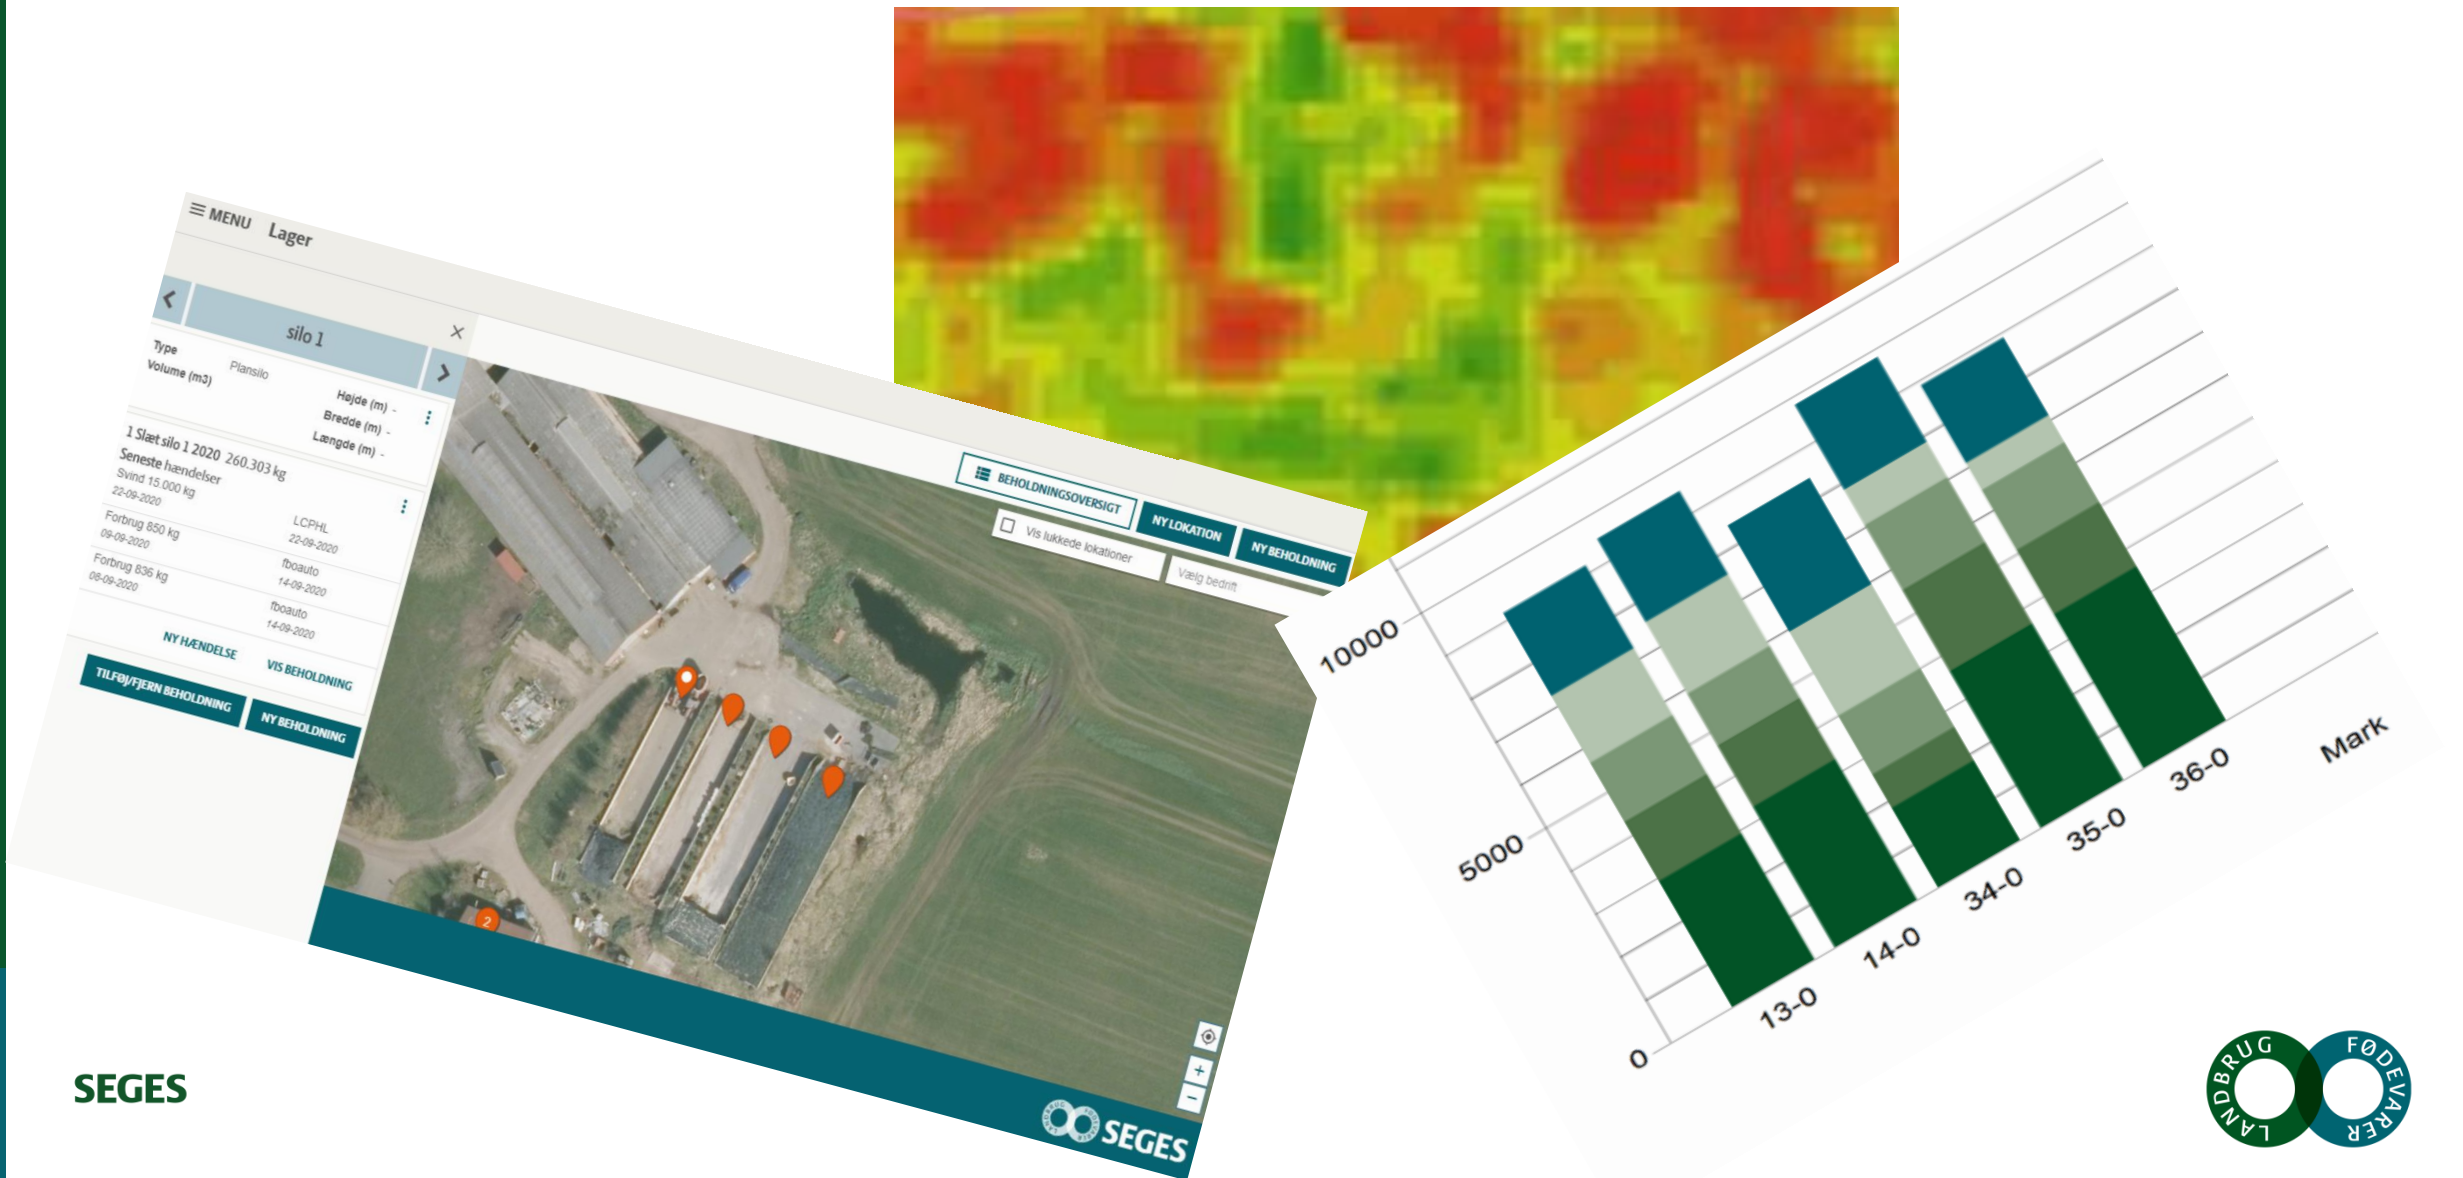 MENU Lager
silo 1
Type Plansilo
Volume (m3)
Højde (m) -
Bredde (m) -
Længde (m) -
1 Slæt silo 1 2020 260.303 kg
Seneste hændelser
Svind 15.000 kg LCPHL
22-09-2020 22-09-2020
Forbrug 850 kg fboauto
09-09-2020 14-09-2020
Forbrug 836 kg fboauto
08-09-2020 14-09-2020
NY HÆNDELSE VIS BEHOLDNING
TILFØJ/FJERN BEHOLDNING NY BEHOLDNING
BEHOLDNINGSOVERSIGT NY LOKATION NY BEHOLDNING
Vis lukkede lokationer Vælg bedrift
2
LANDBRUG FØDEVARER SEGES
10000
5000
0
13-0 14-0 34-0 35-0 36-0 Mark
SEGES
LANDBRUG FØDEVARER